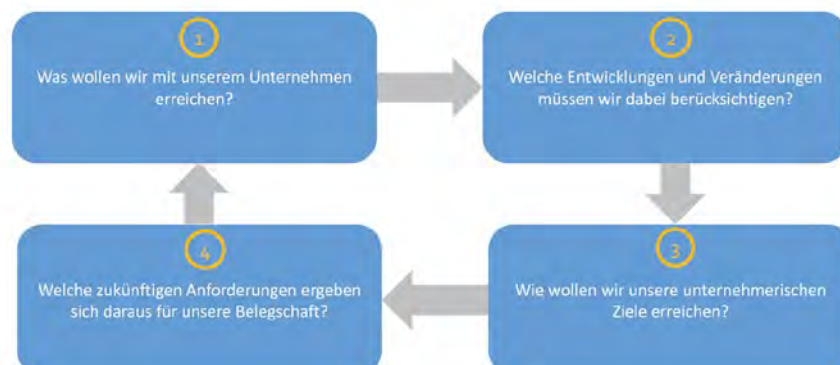 1
Was wollen wir mit unserem Unternehmen
erreichen?
2
Welche Entwicklungen und Veränderungen
müssen wir dabei berücksichtigen?
3
Wie wollen wir unsere unternehmerischen
Ziele erreichen?
4
Welche zukünftigen Anforderungen ergeben
sich daraus für unsere Belegschaft?